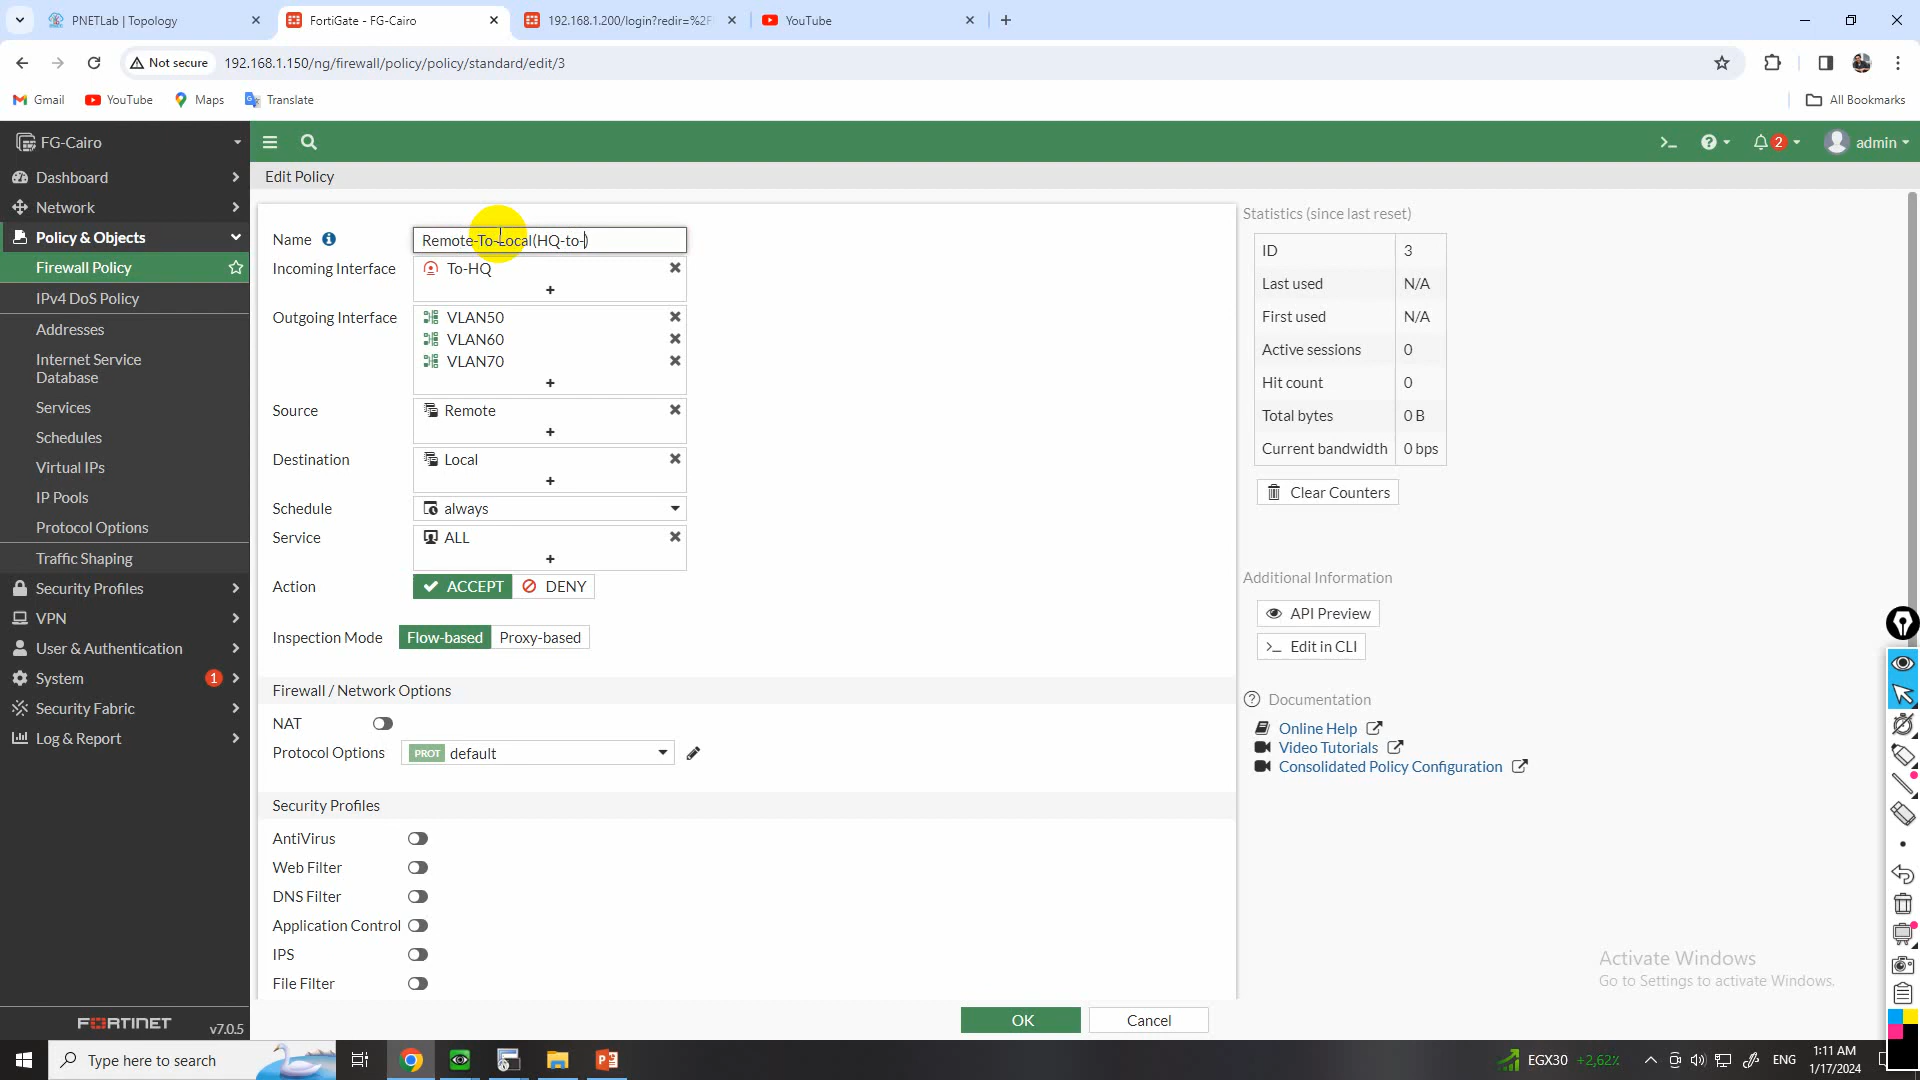 PNETLab | Topology
FortiGate - FG-Cairo
192.168.1.200/login?redir=%2F
YouTube
Not secure
192.168.1.150/ng/firewall/policy/policy/standard/edit/3
Gmail
YouTube
Maps
Translate
All Bookmarks
FG-Cairo
2
admin
Dashboard
Network
Policy & Objects
Firewall Policy
IPv4 DoS Policy
Addresses
Internet Service
Database
Services
Schedules
Virtual IPs
IP Pools
Protocol Options
Traffic Shaping
Security Profiles
VPN
User & Authentication
System
1
Security Fabric
Log & Report
FORTINET
v7.0.5
Edit Policy
Name
Remote-To-Local(HQ-to-)
Incoming Interface
To-HQ
Outgoing Interface
VLAN50
VLAN60
VLAN70
Source
Remote
Destination
Local
Schedule
always
Service
ALL
Action
ACCEPT
DENY
Inspection Mode
Flow-based
Proxy-based
Firewall / Network Options
NAT
Protocol Options
PROT default
Security Profiles
AntiVirus
Web Filter
DNS Filter
Application Control
IPS
File Filter
OK
Cancel
Statistics (since last reset)
ID 3
Last used N/A
First used N/A
Active sessions 0
Hit count 0
Total bytes 0 B
Current bandwidth 0 bps
Clear Counters
Additional Information
API Preview
>_ Edit in CLI
Documentation
Online Help
Video Tutorials
Consolidated Policy Configuration
Activate Windows
Go to Settings to activate Windows.
Type here to search
EGX30 +2,62%
ENG
1:11 AM
1/17/2024